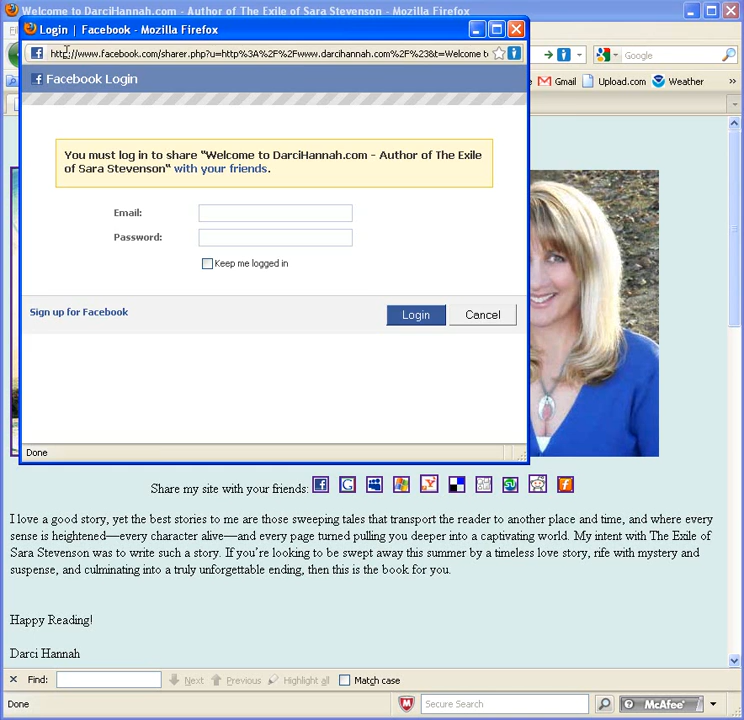 Welcome to DarciHannah.com - Author of The Exile of Sara Stevenson - Mozilla Firefox
Login | Facebook - Mozilla Firefox
http://www.facebook.com/sharer.php?u=http%3A%2F%2Fwww.darcihannah.com%2F%23&t=Welcome to
Google
Gmail Upload.com Weather »
Facebook Login
You must log in to share "Welcome to DarciHannah.com - Author of The Exile
of Sara Stevenson" with your friends.
Email:
Password:
Keep me logged in
Sign up for Facebook
Login Cancel
Done
Share my site with your friends:
I love a good story, yet the best stories to me are those sweeping tales that transport the reader to another place and time, and where every
sense is heightened—every character alive—and every page turned pulling you deeper into a captivating world. My intent with The Exile of
Sara Stevenson was to write such a story. If you're looking to be swept away this summer by a timeless love story, rife with mystery and
suspense, and culminating into a truly unforgettable ending, then this is the book for you.
Happy Reading!
Darci Hannah
Find: Next Previous Highlight all Match case
Done Secure Search McAfee